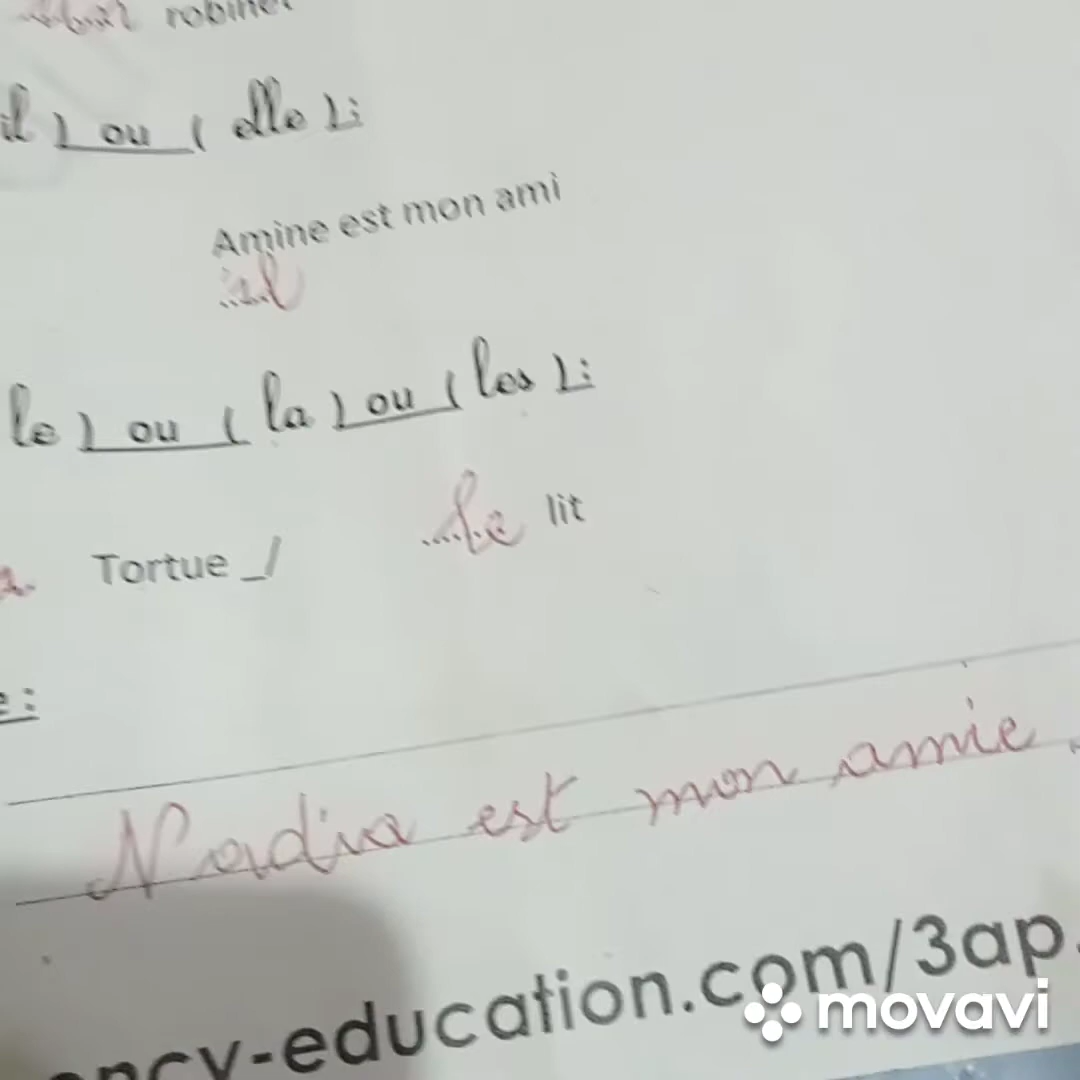 robinet
il ) ou ( elle ) :
Amine est mon ami
il
le ) ou ( la ) ou ( les ) :
Tortue _/ le lit
e :
Nadia est mon amie.
ency-education.com/3ap.
movavi